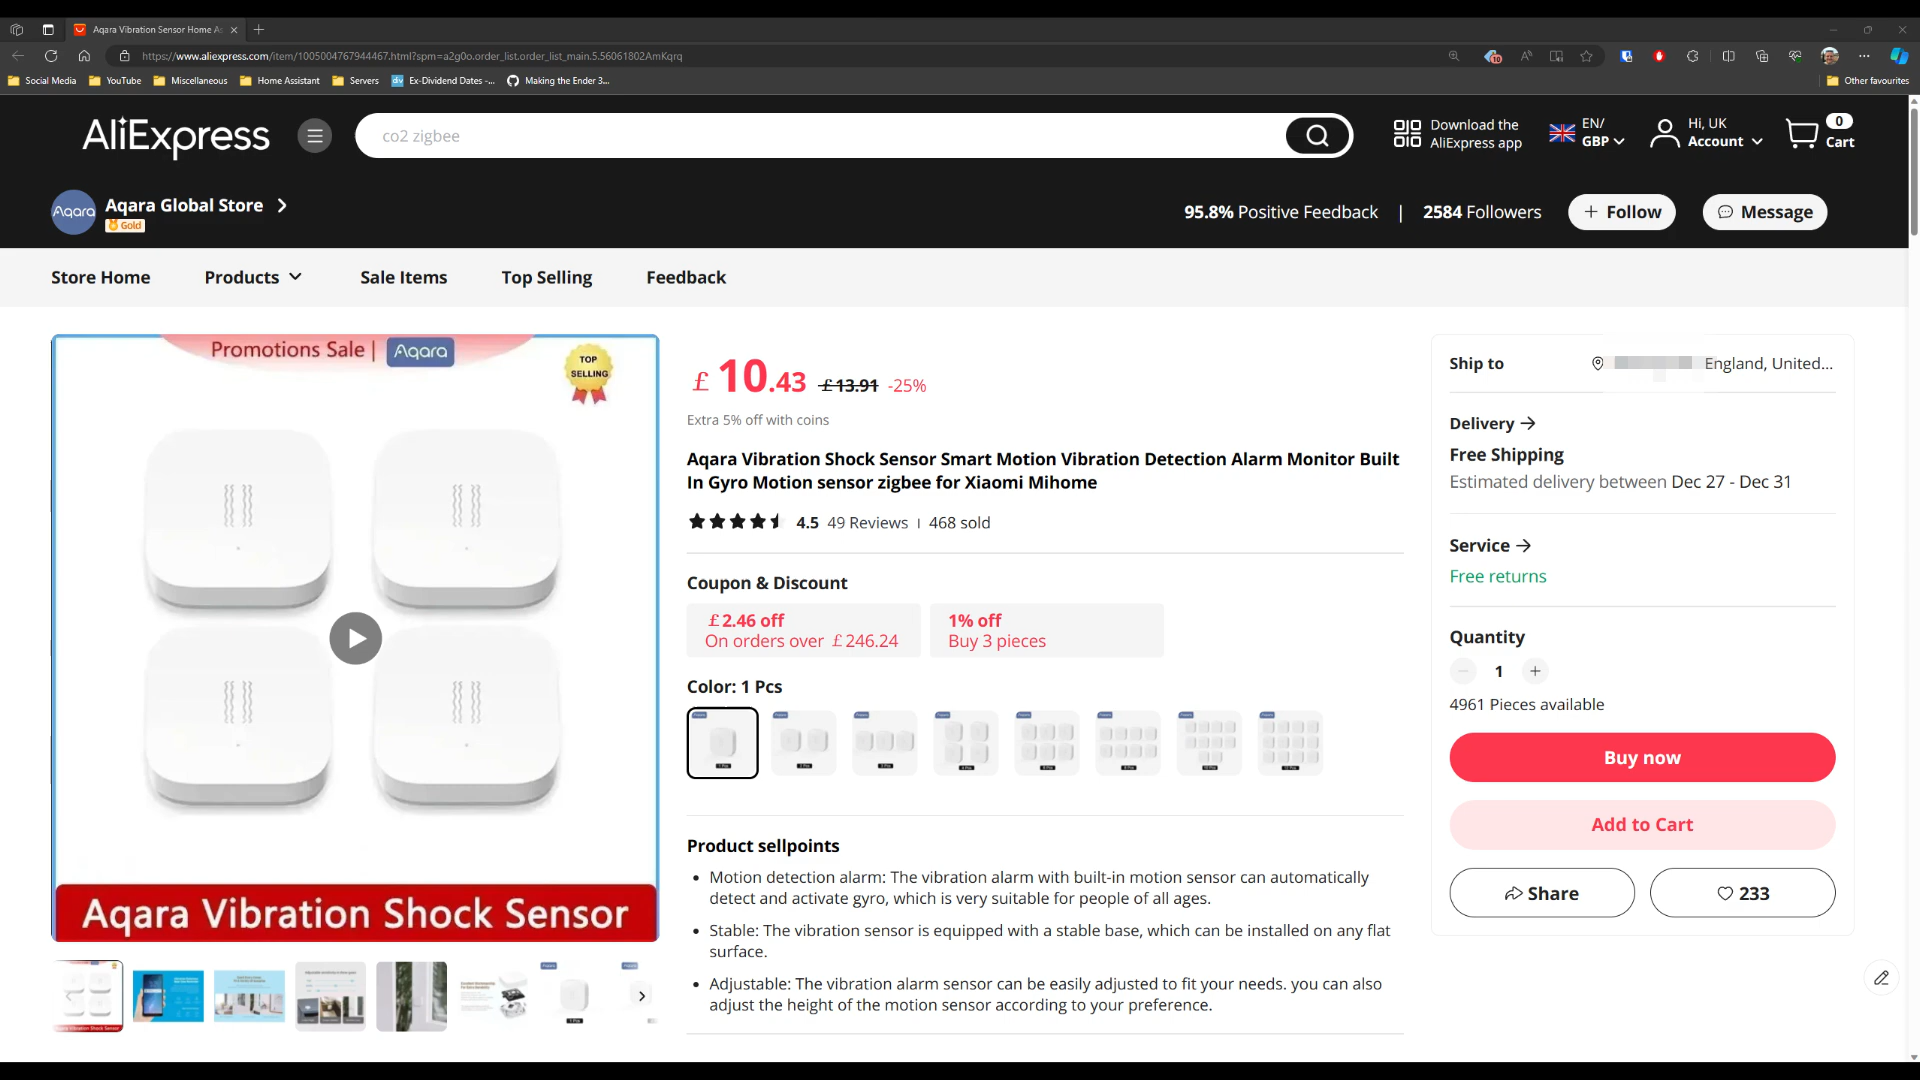 Aqara Vibration Sensor Home As
https://www.aliexpress.com/item/1005004767944467.html?spm=a2g0o.order_list.order_list_main.5.56061802AmKqrq
10
Social Media
YouTube
Miscellaneous
Home Assistant
Servers
Ex-Dividend Dates -...
Making the Ender 3...
Other favourites
AliExpress
co2 zigbee
Download the
AliExpress app
EN/
GBP
Hi, UK
Account
0
Cart
Aqara
Aqara Global Store
Gold
95.8% Positive Feedback | 2584 Followers
+ Follow
Message
Store Home
Products
Sale Items
Top Selling
Feedback
Promotions Sale | Aqara
TOP
SELLING
Aqara Vibration Shock Sensor
£ 10.43 £13.91 -25%
Extra 5% off with coins
Aqara Vibration Shock Sensor Smart Motion Vibration Detection Alarm Monitor Built
In Gyro Motion sensor zigbee for Xiaomi Mihome
4.5 49 Reviews | 468 sold
Coupon & Discount
£2.46 off
On orders over £246.24
1% off
Buy 3 pieces
Color: 1 Pcs
Product sellpoints
• Motion detection alarm: The vibration alarm with built-in motion sensor can automatically
detect and activate gyro, which is very suitable for people of all ages.
• Stable: The vibration sensor is equipped with a stable base, which can be installed on any flat
surface.
• Adjustable: The vibration alarm sensor can be easily adjusted to fit your needs. you can also
adjust the height of the motion sensor according to your preference.
Ship to
England, United...
Delivery
Free Shipping
Estimated delivery between Dec 27 - Dec 31
Service
Free returns
Quantity
- 1 +
4961 Pieces available
Buy now
Add to Cart
Share
233